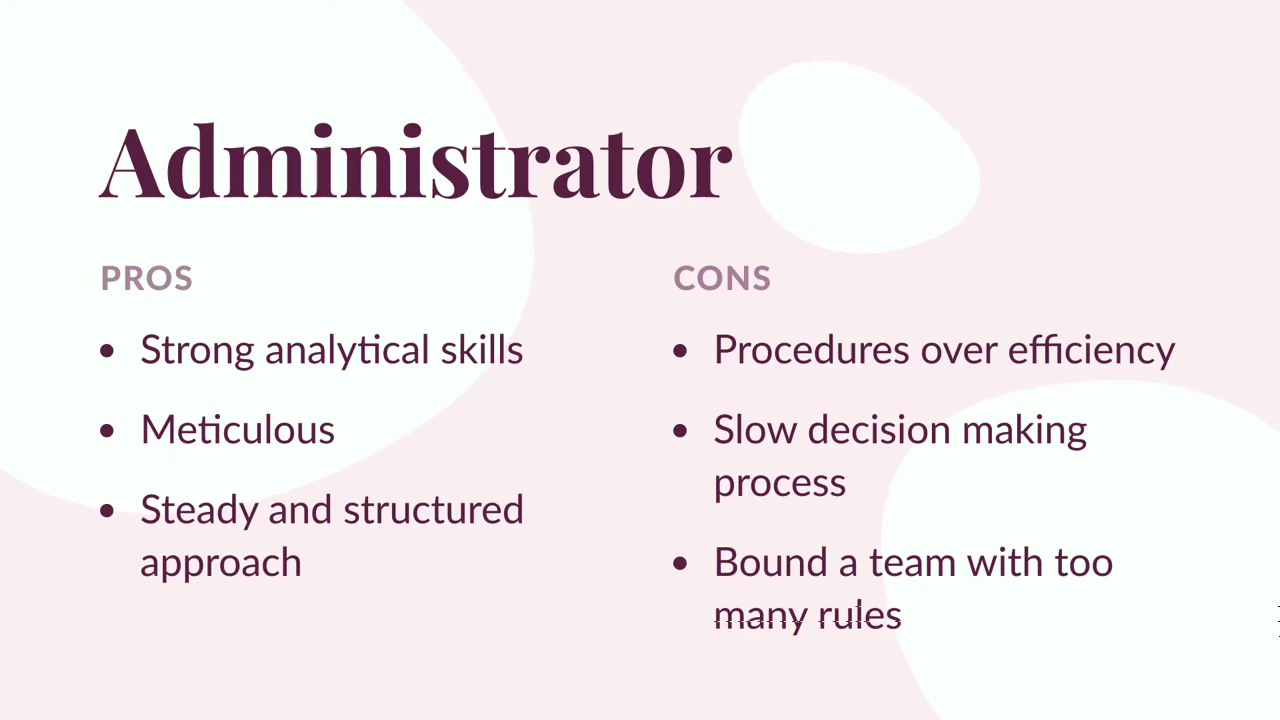 Administrator
PROS
• Strong analytical skills
• Meticulous
• Steady and structured
approach
CONS
• Procedures over efficiency
• Slow decision making
process
• Bound a team with too
many rules